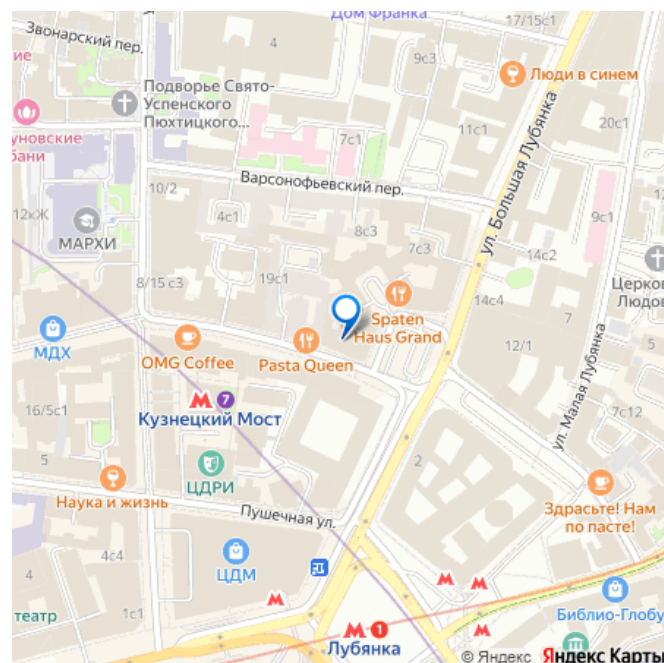 Дом Франка
17/15с1
Звонарский пер.
4
9с3
Люди в синем
Подворье Свято-
Успенского
Пюхтицкого...
уновские
бани
11с1
20с1
7с1
ул. Большая Лубянка
10/2
Варсонофьевский пер.
12кЖ
МАРХИ
4с1
8с3
7с3
9с1
14с2
8/15 с3
19с1
Церков
Людов
14с4
Spaten
Haus Grand
МДХ
OMG Coffee
Pasta Queen
12/1
ул. Малая Лубянка
7
Кузнецкий Мост
16/5с1
7с12
5
ЦДРИ
2
5
Наука и жизнь
Пушечная ул.
Здрасьте! Нам
по пасте!
4с4
4
ЦДМ
театр
1с1
Библио-Глобу
1
Лубянка
© Яндекс Яндекс Карты